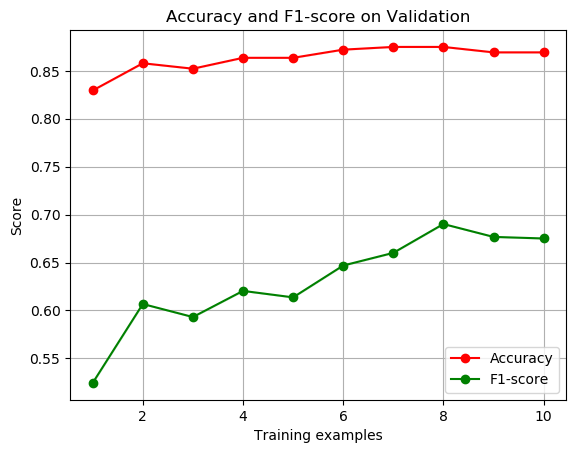 Accuracy and F1-score on Validation
Score
0.85
0.80
0.75
0.70
0.65
0.60
0.55
Accuracy
F1-score
2 4 6 8 10
Training examples